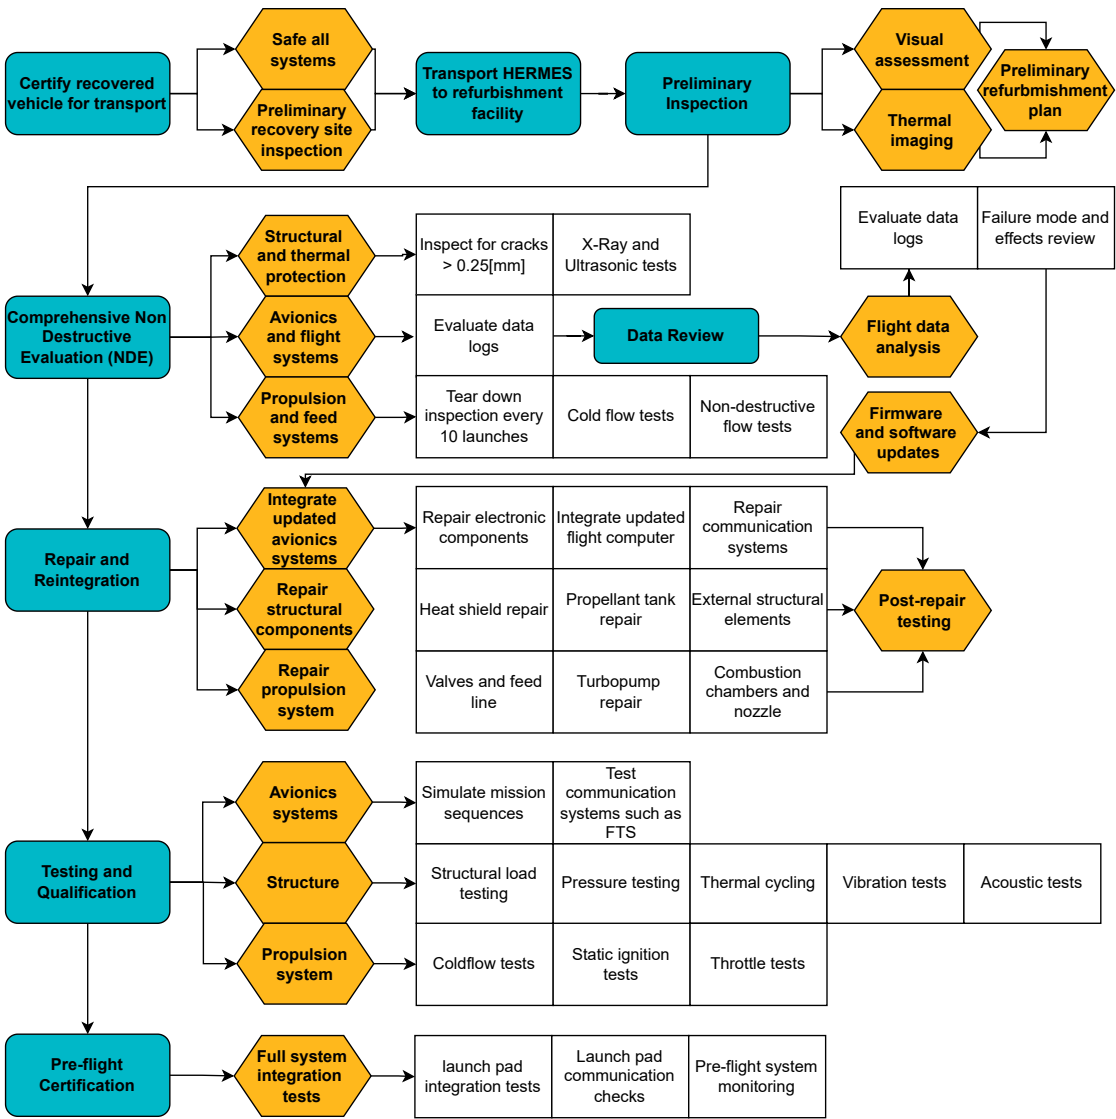 Certify recovered
vehicle for transport
Safe all
systems
Preliminary
recovery site
inspection
Transport HERMES
to refurbishment
facility
Preliminary
Inspection
Visual
assessment
Thermal
imaging
Preliminary
refurbmishment
plan
Evaluate data
logs
Failure mode and
effects review
Comprehensive Non
Destructive
Evaluation (NDE)
Structural
and thermal
protection
Inspect for cracks
> 0.25[mm]
X-Ray and
Ultrasonic tests
Avionics
and flight
systems
Evaluate data
logs
Data Review
Flight data
analysis
Propulsion
and feed
systems
Tear down
inspection every
10 launches
Cold flow tests
Non-destructive
flow tests
Firmware
and software
updates
Repair and
Reintegration
Integrate
updated
avionics
systems
Repair electronic
components
Integrate updated
flight computer
Repair
communication
systems
Repair
structural
components
Heat shield repair
Propellant tank
repair
External structural
elements
Post-repair
testing
Repair
propulsion
system
Valves and feed
line
Turbopump
repair
Combustion
chambers and
nozzle
Testing and
Qualification
Avionics
systems
Simulate mission
sequences
Test
communication
systems such as
FTS
Structure
Structural load
testing
Pressure testing
Thermal cycling
Vibration tests
Acoustic tests
Propulsion
system
Coldflow tests
Static ignition
tests
Throttle tests
Pre-flight
Certification
Full system
integration
tests
launch pad
integration tests
Launch pad
communication
checks
Pre-flight system
monitoring